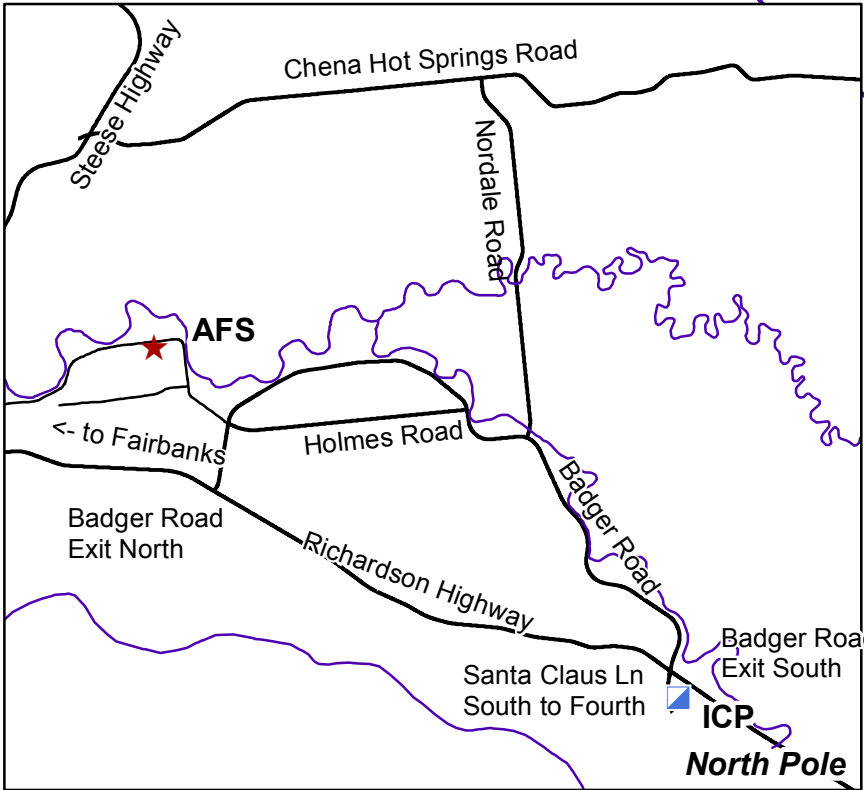 Chena Hot Springs Road
Steese Highway
Nordale Road
AFS
Holmes Road
<- to Fairbanks
Badger Road
Exit North
Badger Road
Richardson Highway
Badger Roa
Exit South
Santa Claus Ln
South to Fourth
ICP
North Pole